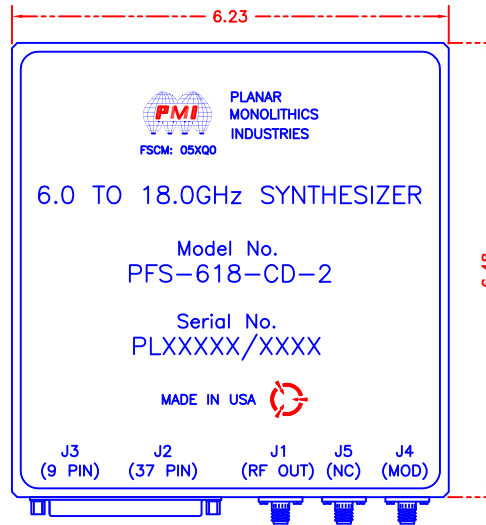 6.23
PMI
PLANAR
MONOLITHICS
INDUSTRIES
FSCM: 05XQ0
6.0 TO 18.0GHz SYNTHESIZER
6.48
Model No.
PFS-618-CD-2
Serial No.
PLXXXXX/XXXX
MADE IN USA
J3 J2 J1 J5 J4
(9 PIN) (37 PIN) (RF OUT) (NC) (MOD)